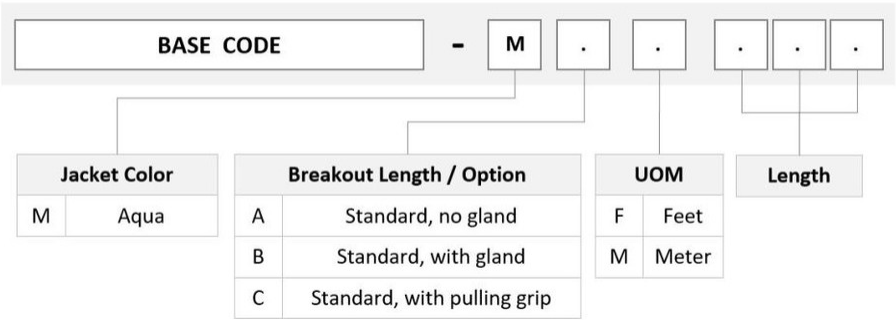 BASE CODE - M . . . . .
Jacket Color
M Aqua
Breakout Length / Option
A Standard, no gland
B Standard, with gland
C Standard, with pulling grip
UOM
F Feet
M Meter
Length